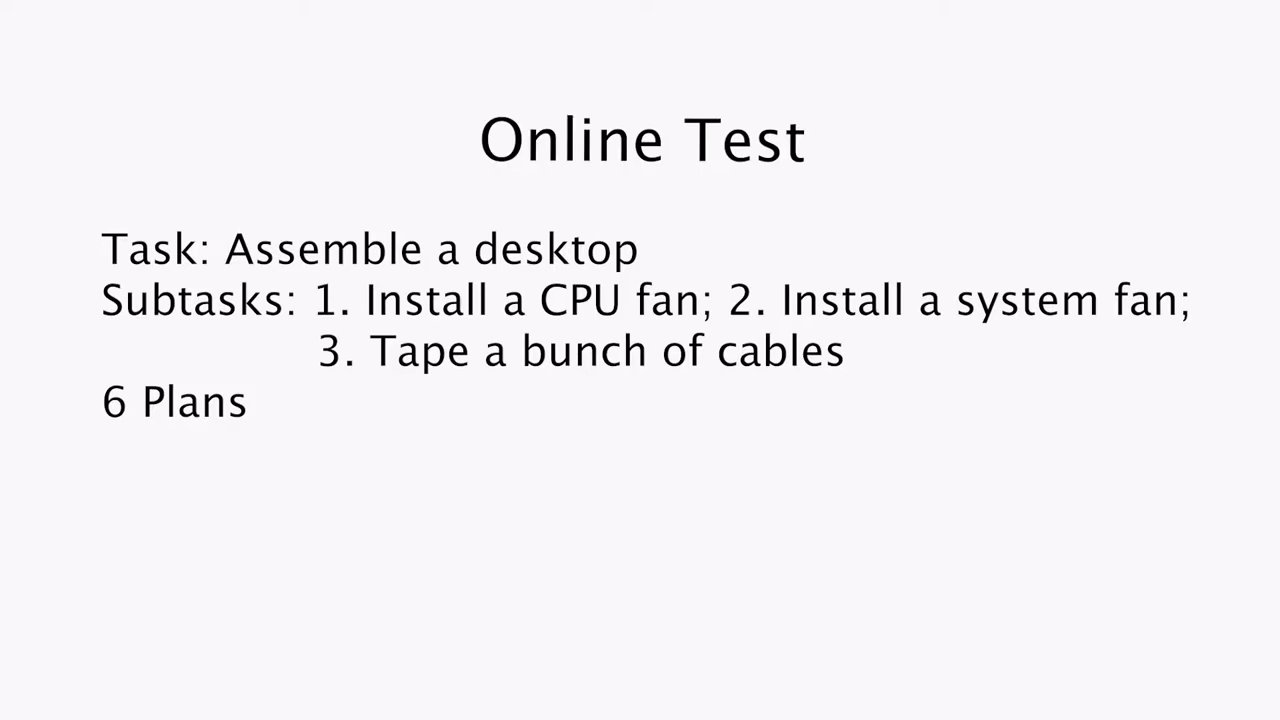 Online Test
Task: Assemble a desktop
Subtasks: 1. Install a CPU fan; 2. Install a system fan;
3. Tape a bunch of cables
6 Plans